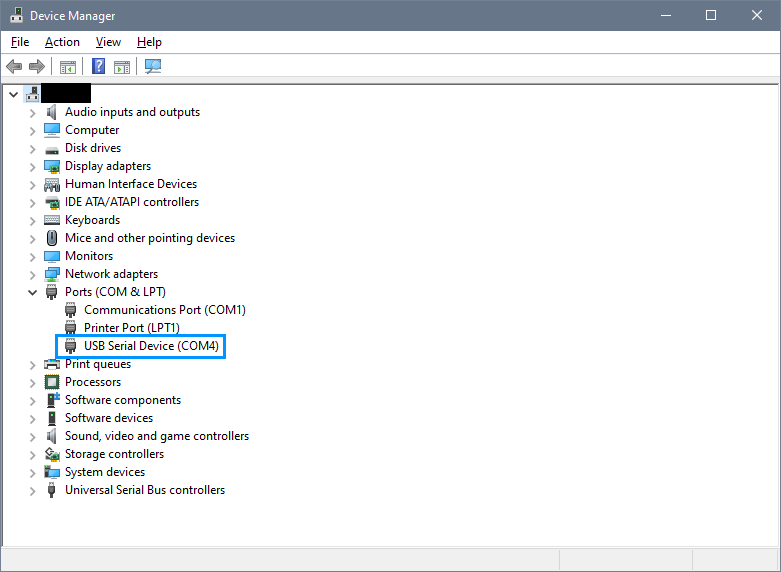 Device Manager
File Action View Help
Audio inputs and outputs
Computer
Disk drives
Display adapters
Human Interface Devices
IDE ATA/ATAPI controllers
Keyboards
Mice and other pointing devices
Monitors
Network adapters
Ports (COM & LPT)
Communications Port (COM1)
Printer Port (LPT1)
USB Serial Device (COM4)
Print queues
Processors
Software components
Software devices
Sound, video and game controllers
Storage controllers
System devices
Universal Serial Bus controllers